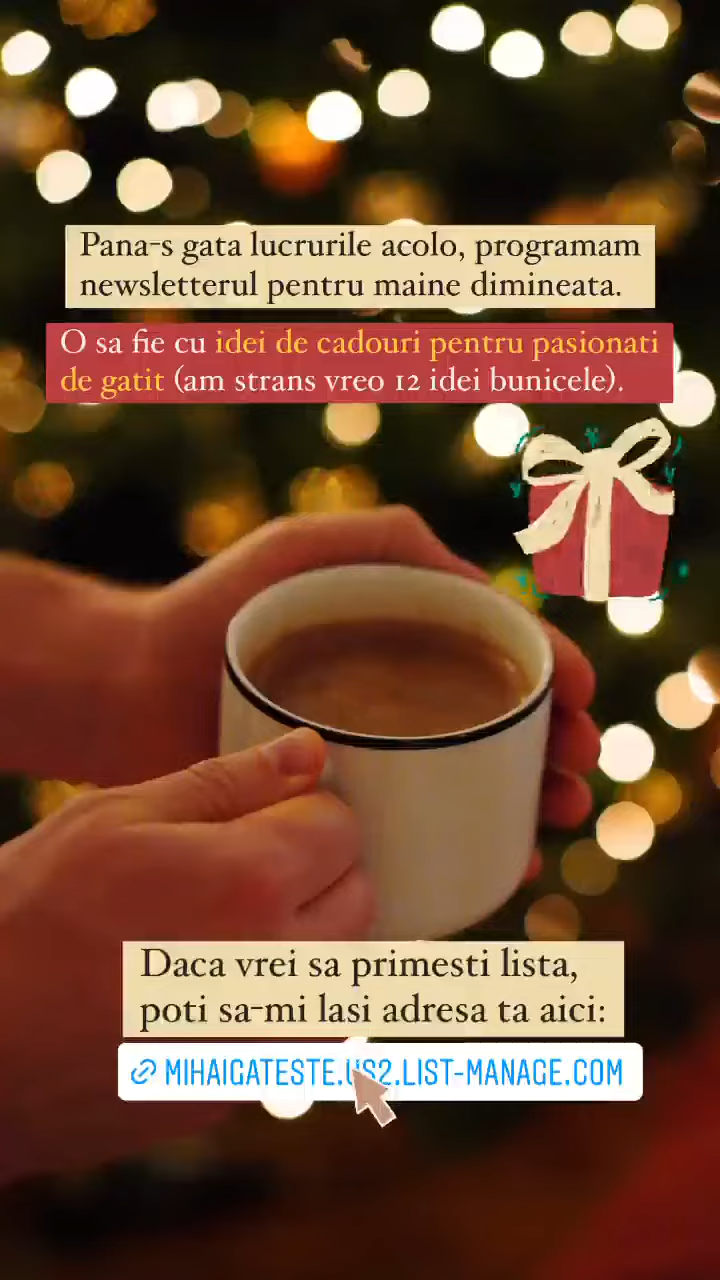 Pana-s gata lucrurile acolo, programam
newsletterul pentru maine dimineata.
O sa fie cu idei de cadouri pentru pasionati
de gatit (am strans vreo 12 idei bunicele).
Daca vrei sa primesti lista,
poti sa-mi lasi adresa ta aici:
MIHAIGATESTE.US2.LIST-MANAGE.COM